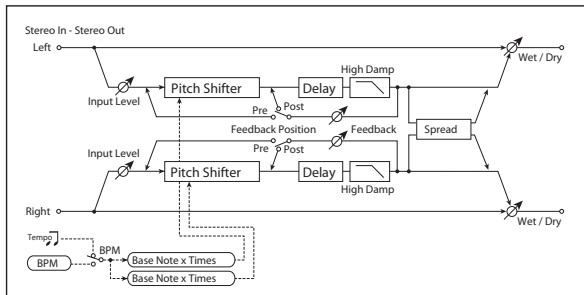 Stereo In - Stereo Out
Left
Wet / Dry
High Damp
Input Level
Pitch Shifter
Delay
Pre
Post
Feedback Position
Feedback
Spread
Pre
Post
Input Level
Pitch Shifter
Delay
High Damp
Right
Wet / Dry
Tempo
BPM
BPM
Base Note x Times
Base Note x Times